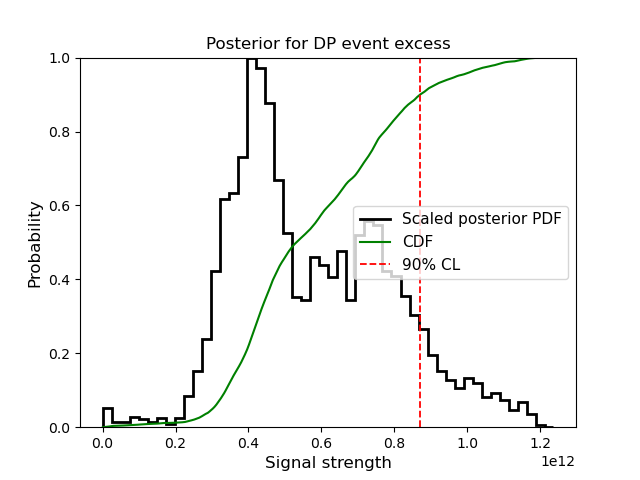 Posterior for DP event excess
1.0
0.8
0.6
0.4
0.2
0.0
Probability
Scaled posterior PDF
CDF
90% CL
0.0 0.2 0.4 0.6 0.8 1.0 1.2
1e12
Signal strength